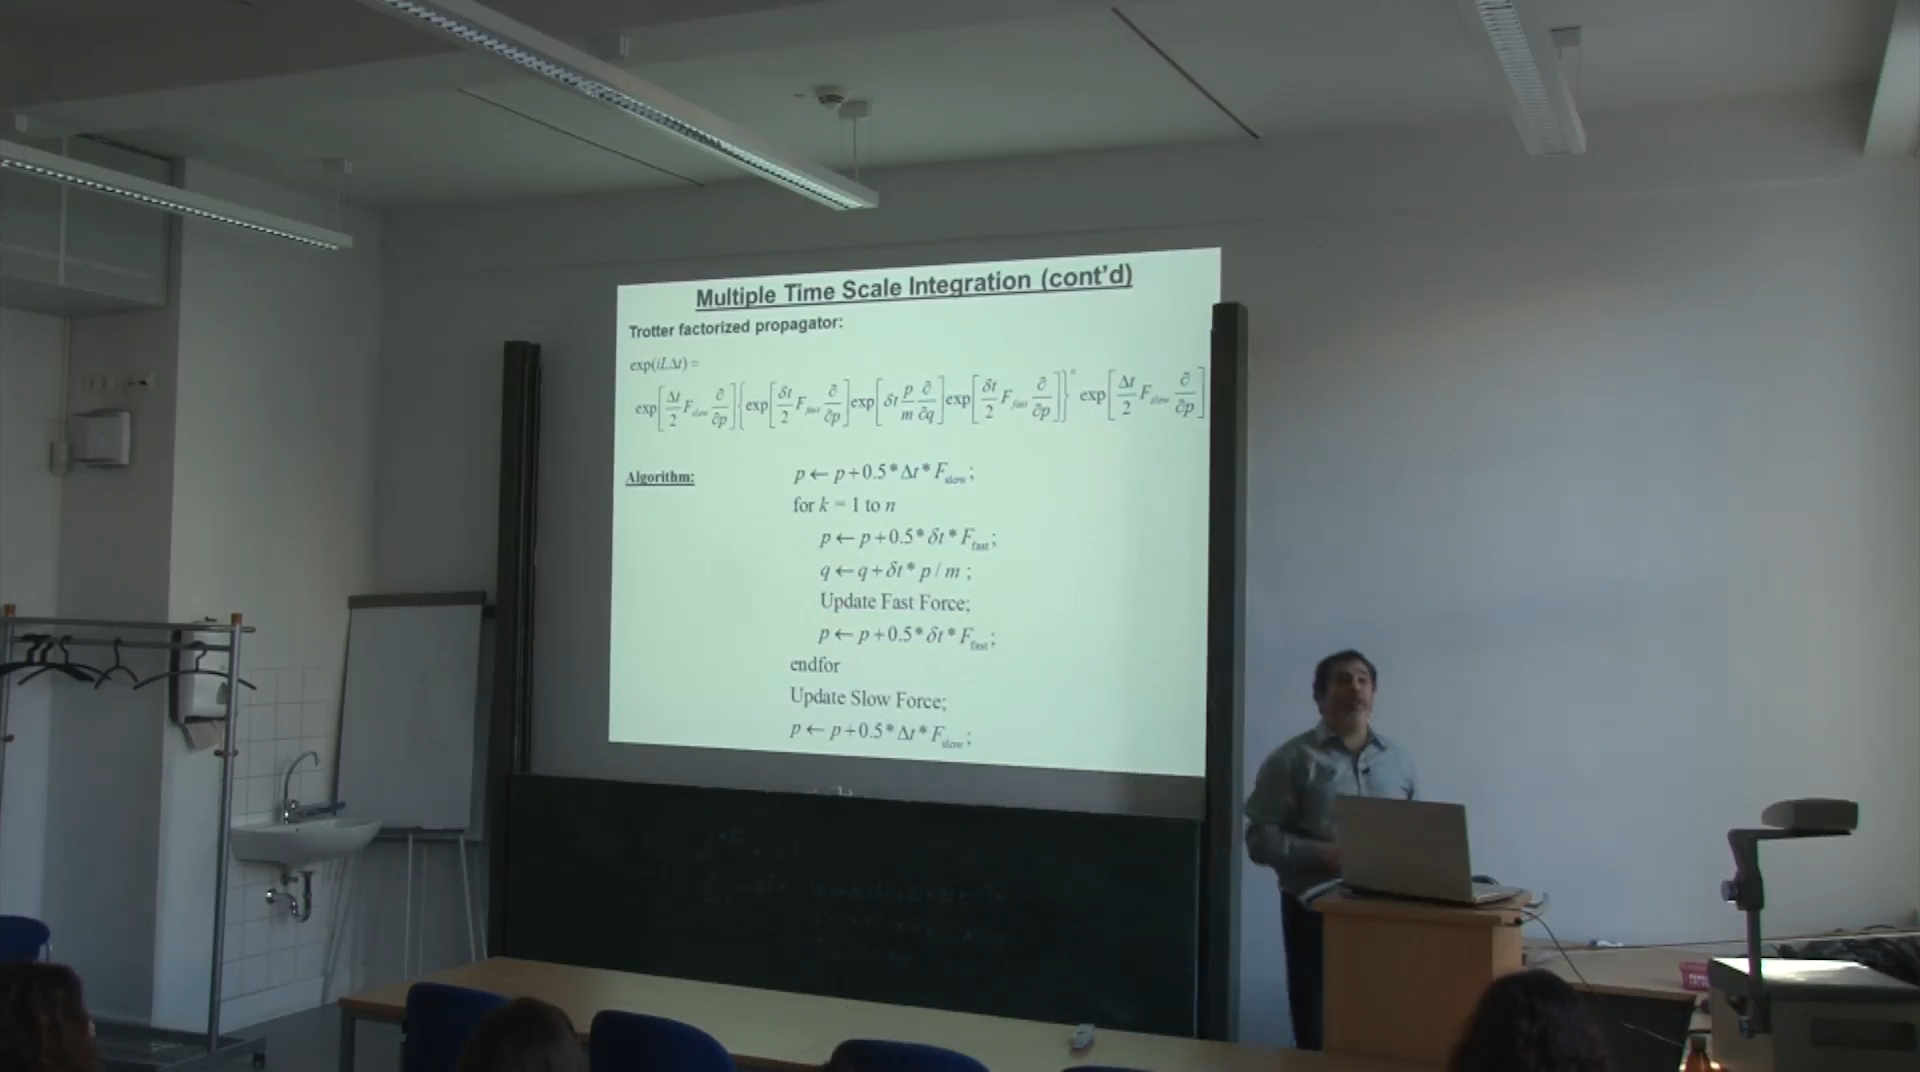 Multiple Time Scale Integration (cont'd)
Trotter factorized propagator:
exp(iLΔt) =
exp[Δt/2 F_slow ∂/∂p]{exp[δt/2 F_fast ∂/∂p]exp[δt p/m ∂/∂q]exp[δt/2 F_fast ∂/∂p]}^n exp[Δt/2 F_slow ∂/∂p]
Algorithm:
p ← p+0.5*Δt*F_slow;
for k = 1 to n
p ← p+0.5*δt*F_fast;
q ← q+δt*p/m;
Update Fast Force;
p ← p+0.5*δt*F_fast;
endfor
Update Slow Force;
p ← p+0.5*Δt*F_slow;